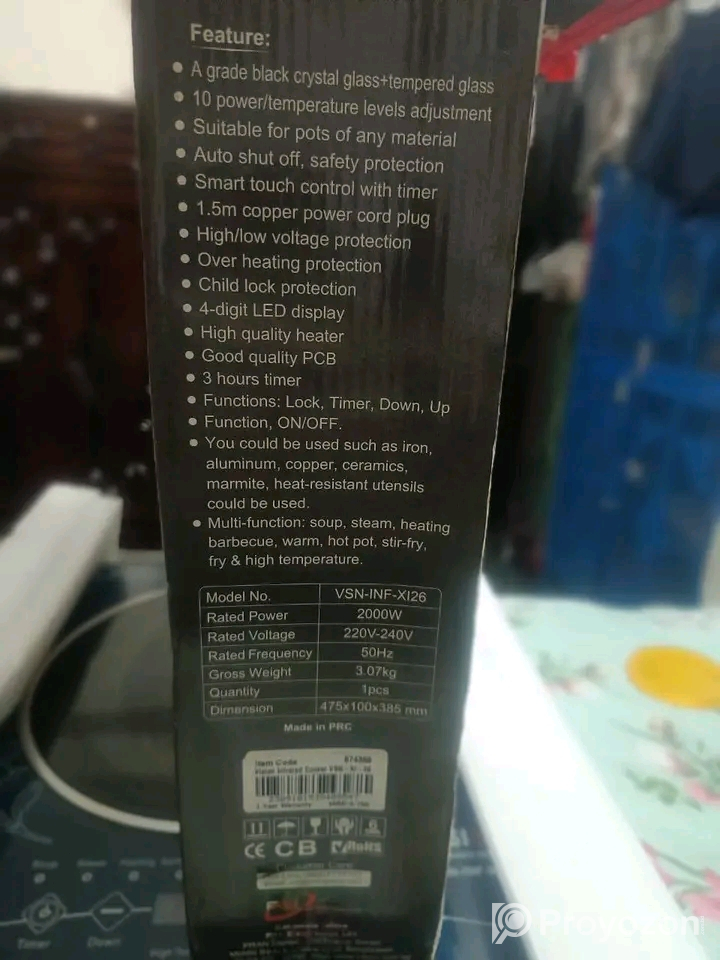 Feature:
• A grade black crystal glass+tempered glass
• 10 power/temperature levels adjustment
• Suitable for pots of any material
• Auto shut off, safety protection
• Smart touch control with timer
• 1.5m copper power cord plug
• High/low voltage protection
• Over heating protection
• Child lock protection
• 4-digit LED display
• High quality heater
• Good quality PCB
• 3 hours timer
• Functions: Lock, Timer, Down, Up
• Function, ON/OFF.
• You could be used such as iron,
aluminum, copper, ceramics,
marmite, heat-resistant utensils
could be used.
• Multi-function: soup, steam, heating
barbecue, warm, hot pot, stir-fry,
fry & high temperature.
Model No. VSN-INF-XI26
Rated Power 2000W
Rated Voltage 220V-240V
Rated Frequency 50Hz
Gross Weight 3.07kg
Quantity 1pcs
Dimension 475x100x385 mm
Made in PRC
Item Code
CE CB RoHS
Timer Down
Proyojon